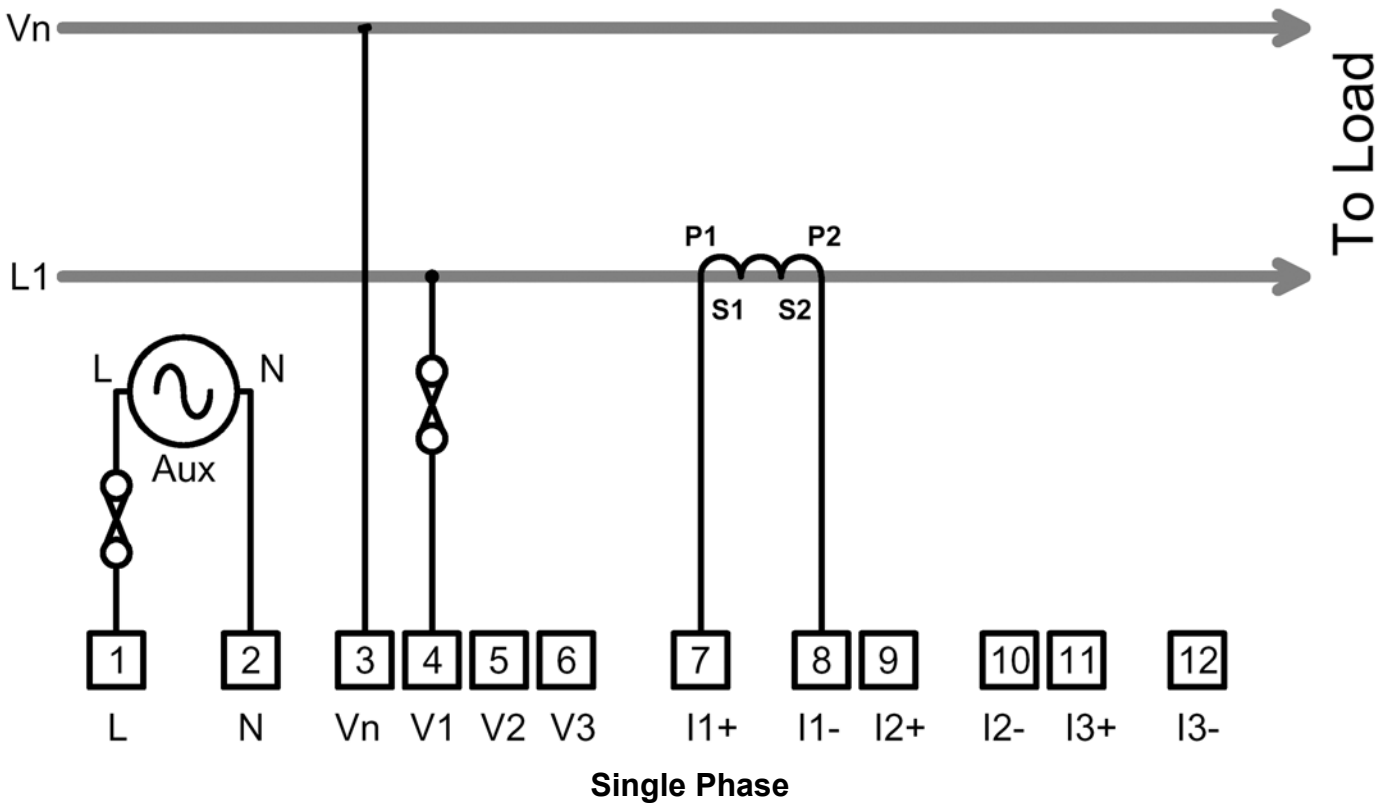 Vn
To Load
P1 P2
L1
S1 S2
L N
Aux
1 2 3 4 5 6 7 8 9 10 11 12
L N Vn V1 V2 V3 I1+ I1- I2+ I2- I3+ I3-
Single Phase